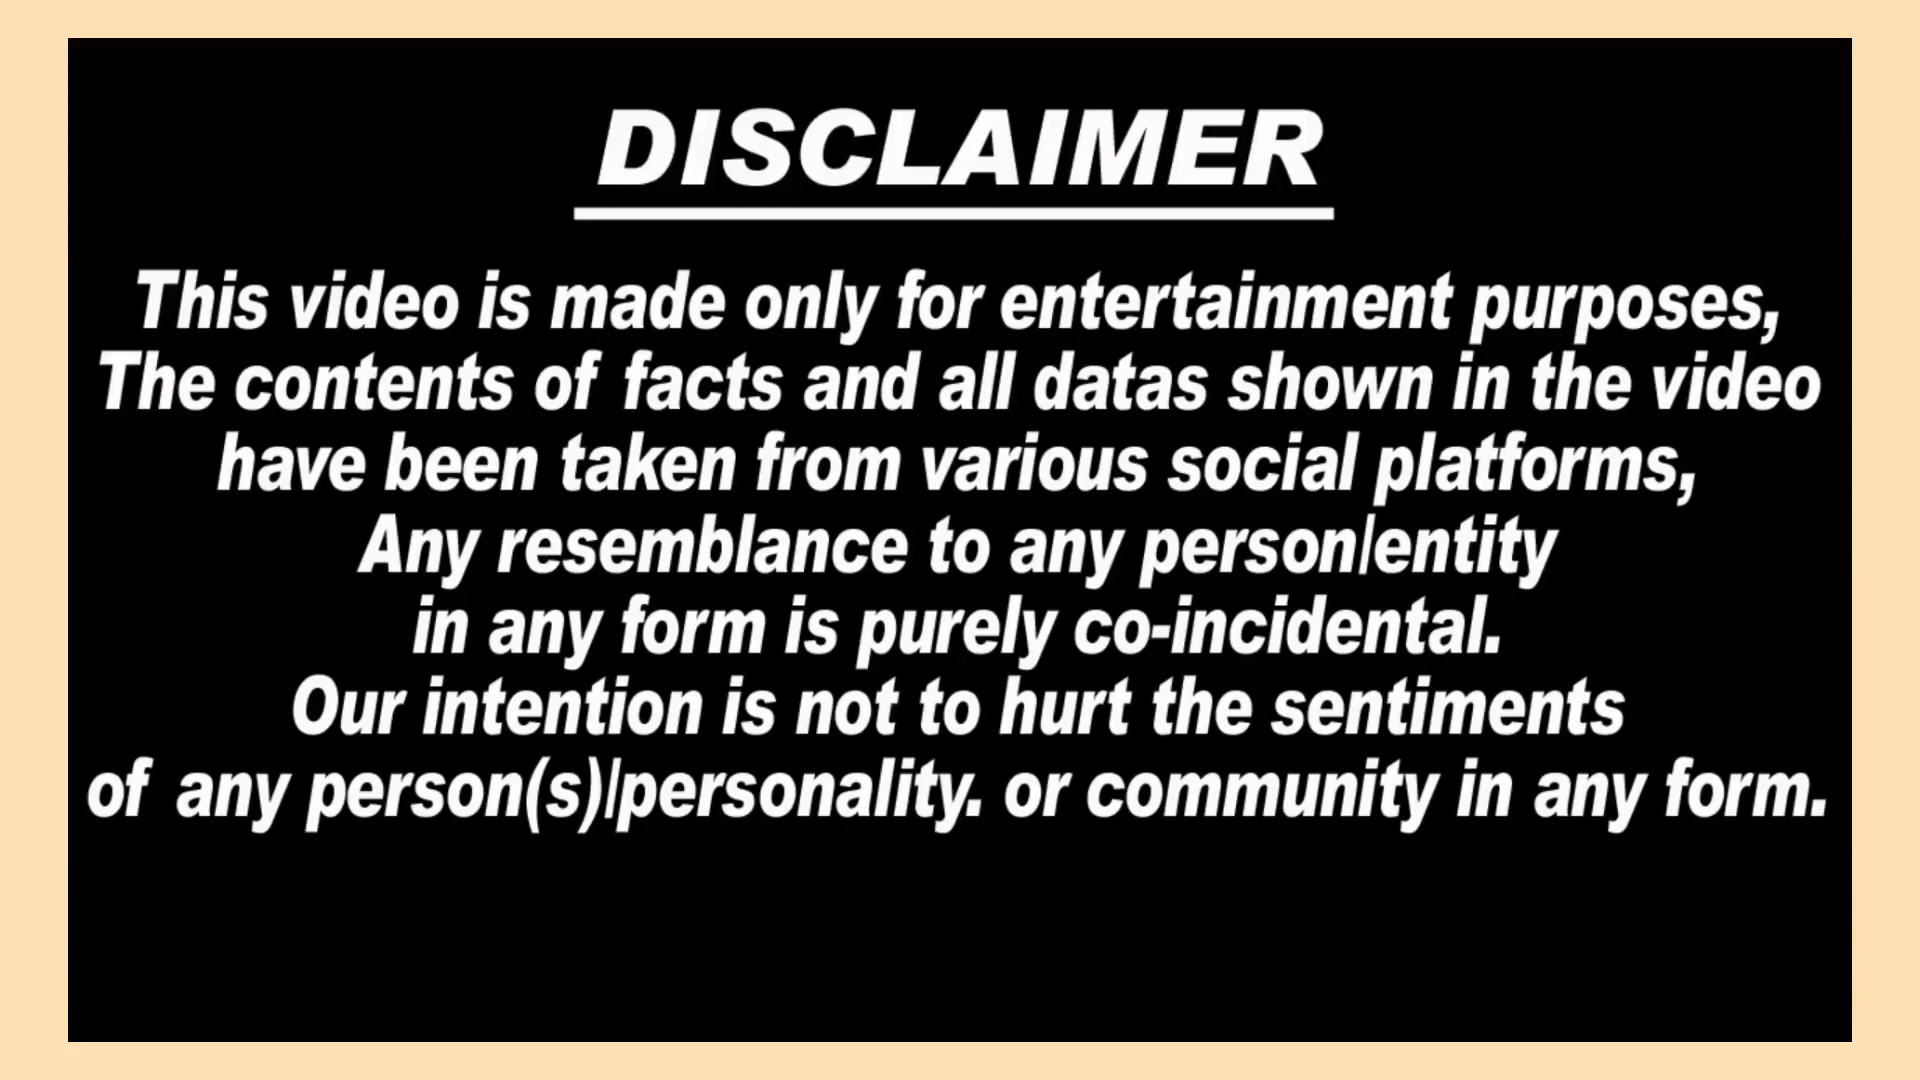 DISCLAIMER
This video is made only for entertainment purposes,
The contents of facts and all datas shown in the video
have been taken from various social platforms,
Any resemblance to any person|entity
in any form is purely co-incidental.
Our intention is not to hurt the sentiments
of any person(s)|personality. or community in any form.